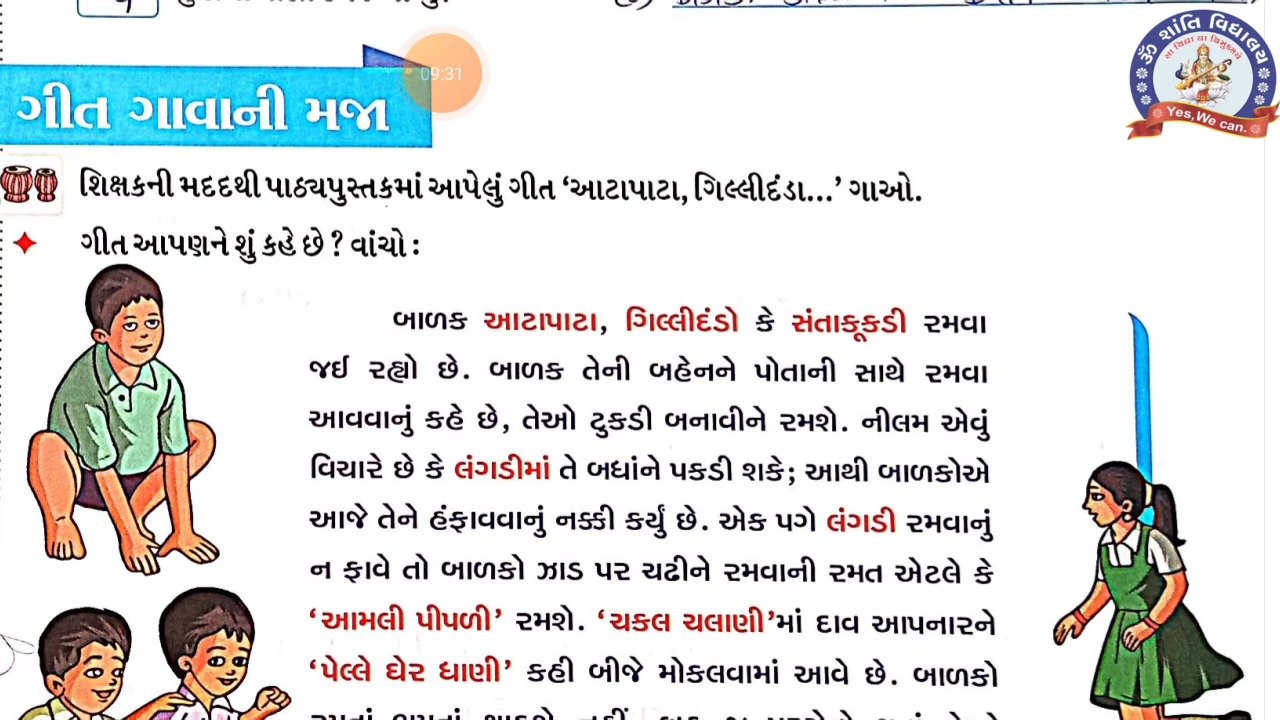 09:31
ૐ શાંતિ વિદ્યાલય
સા વિદ્યા યા વિમુક્તયે
Yes, We can.
ગીત ગાવાની મજા
શિક્ષકની મદદથી પાઠ્યપુસ્તકમાં આપેલું ગીત ‘આટાપાટા, ગિલ્લીદંડા...’ ગાઓ.
ગીત આપણને શું કહે છે ? વાંચો :
બાળક આટાપાટા, ગિલ્લીદંડો કે સંતાકૂકડી રમવા
જઈ રહ્યો છે. બાળક તેની બહેનને પોતાની સાથે રમવા
આવવાનું કહે છે, તેઓ ટુકડી બનાવીને રમશે. નીલમ એવું
વિચારે છે કે લંગડીમાં તે બધાંને પકડી શકે; આથી બાળકોએ
આજે તેને હંફાવવાનું નક્કી કર્યું છે. એક પગે લંગડી રમવાનું
ન ફાવે તો બાળકો ઝાડ પર ચઢીને રમવાની રમત એટલે કે
‘આમલી પીપળી’ રમશે. ‘ચકલ ચલાણી’માં દાવ આપનારને
‘પેલ્લે ઘેર ધાણી’ કહી બીજે મોકલવામાં આવે છે. બાળકો